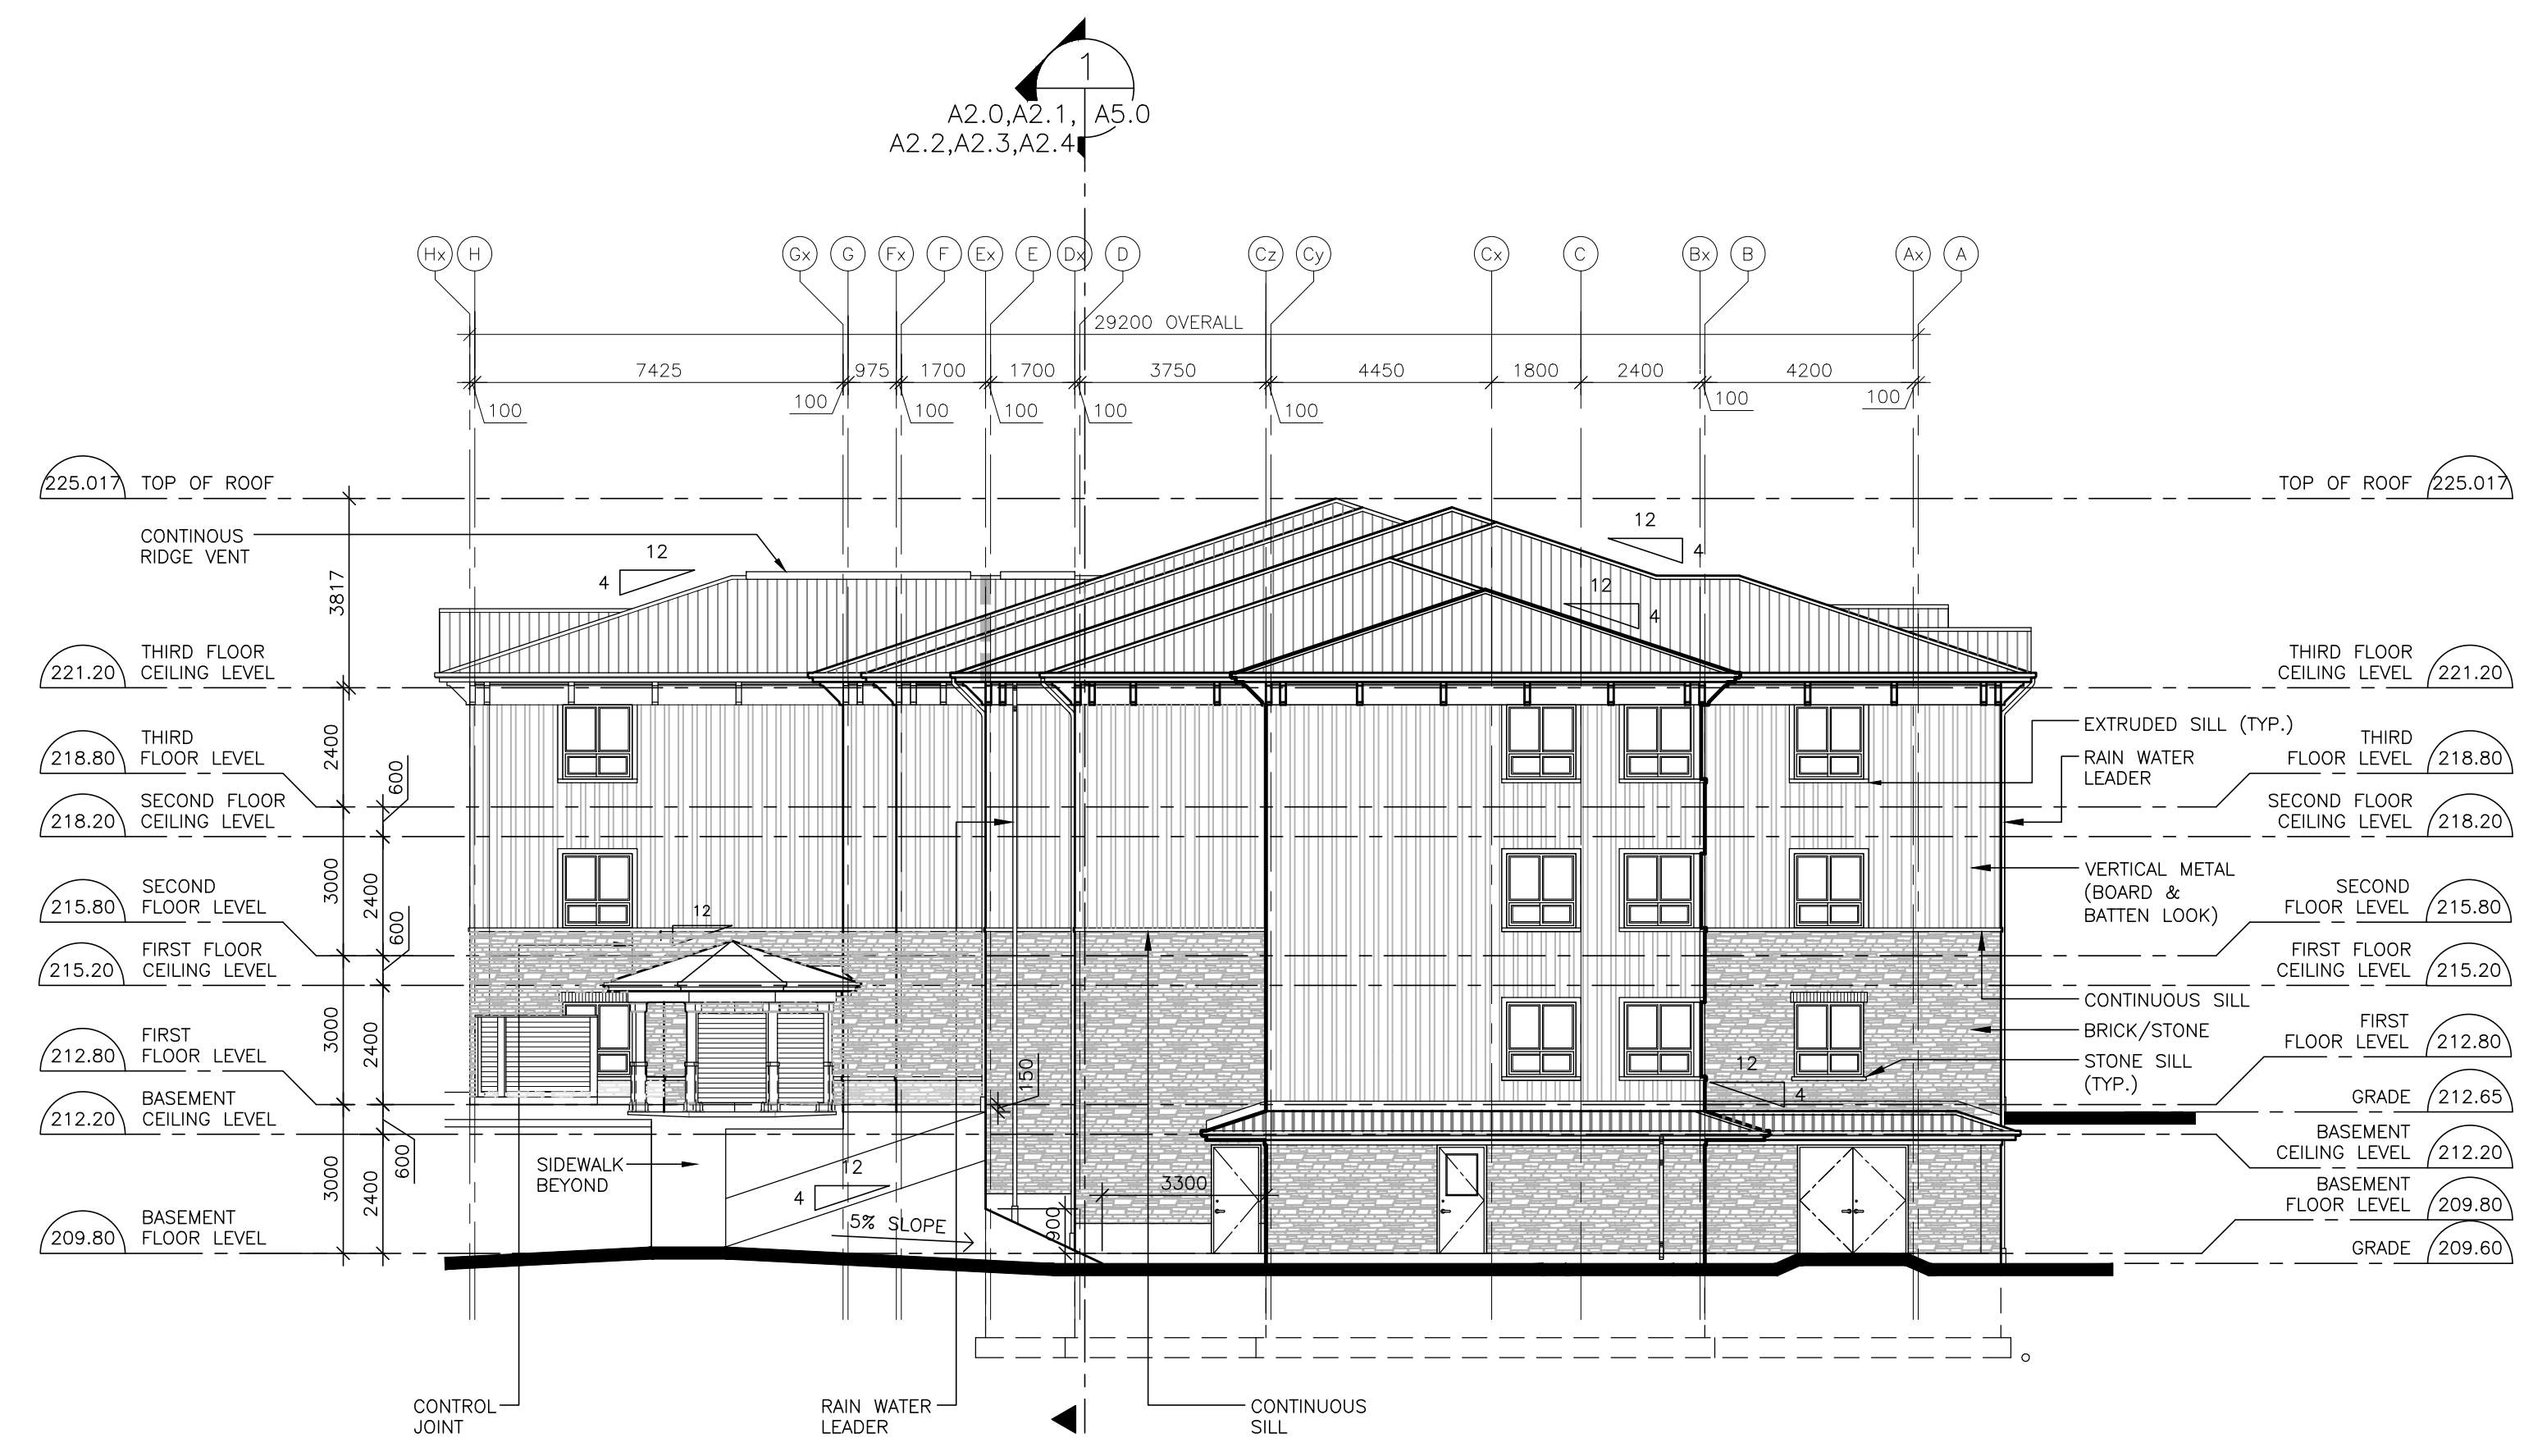 1
A2.0,A2.1, A5.0
A2.2,A2.3,A2.4
Hx H Gx G Fx F Ex E Dx D Cz Cy Cx C Bx B Ax A
29200 OVERALL
7425 975 1700 1700 3750 4450 1800 2400 4200
100 100 100 100 100 100 100 100
225.017 TOP OF ROOF
TOP OF ROOF 225.017
CONTINOUS
RIDGE VENT
12
4
12
4
12
4
3817
THIRD FLOOR
221.20 CEILING LEVEL
THIRD FLOOR
CEILING LEVEL 221.20
2400
THIRD
218.80 FLOOR LEVEL
600
SECOND FLOOR
218.20 CEILING LEVEL
EXTRUDED SILL (TYP.)
RAIN WATER
LEADER
THIRD
FLOOR LEVEL 218.80
SECOND FLOOR
CEILING LEVEL 218.20
3000
2400
SECOND
215.80 FLOOR LEVEL
600
FIRST FLOOR
215.20 CEILING LEVEL
12
VERTICAL METAL
(BOARD &
BATTEN LOOK)
SECOND
FLOOR LEVEL 215.80
FIRST FLOOR
CEILING LEVEL 215.20
CONTINUOUS SILL
BRICK/STONE
STONE SILL
(TYP.)
3000
2400
FIRST
212.80 FLOOR LEVEL
BASEMENT
212.20 CEILING LEVEL
600
150
12
4
FIRST
FLOOR LEVEL 212.80
GRADE 212.65
BASEMENT
CEILING LEVEL 212.20
3000
2400
SIDEWALK
BEYOND
12
4
5% SLOPE
900
3300
BASEMENT
209.80 FLOOR LEVEL
BASEMENT
FLOOR LEVEL 209.80
GRADE 209.60
CONTROL
JOINT
RAIN WATER
LEADER
CONTINUOUS
SILL